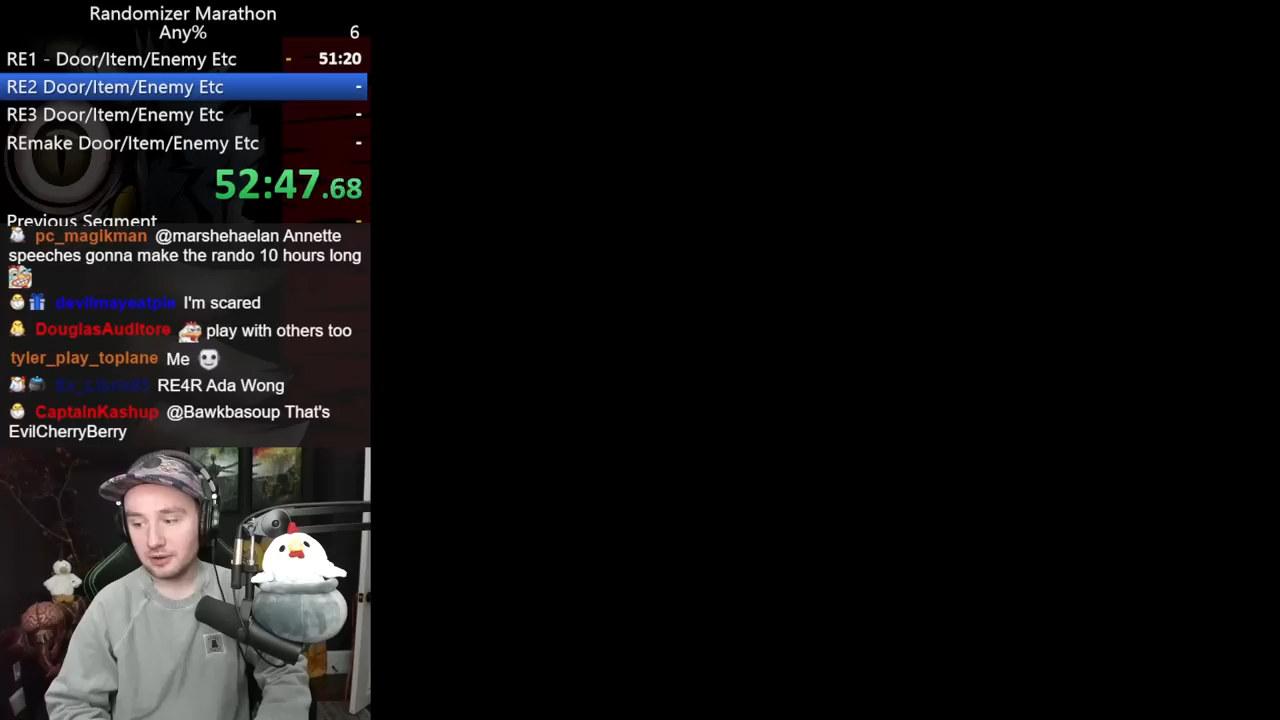 Randomizer Marathon
Any% 6
RE1 - Door/Item/Enemy Etc - 51:20
RE2 Door/Item/Enemy Etc -
RE3 Door/Item/Enemy Etc -
REmake Door/Item/Enemy Etc -
52:47.68
Previous Segment -
pc_magikman @marshehaelan Annette
speeches gonna make the rando 10 hours long
devilmayeatpie I'm scared
DouglasAuditore play with others too
tyler_play_toplane Me
RE4R Ada Wong
CaptainKashup @Bawkbasoup That's
EvilCherryBerry